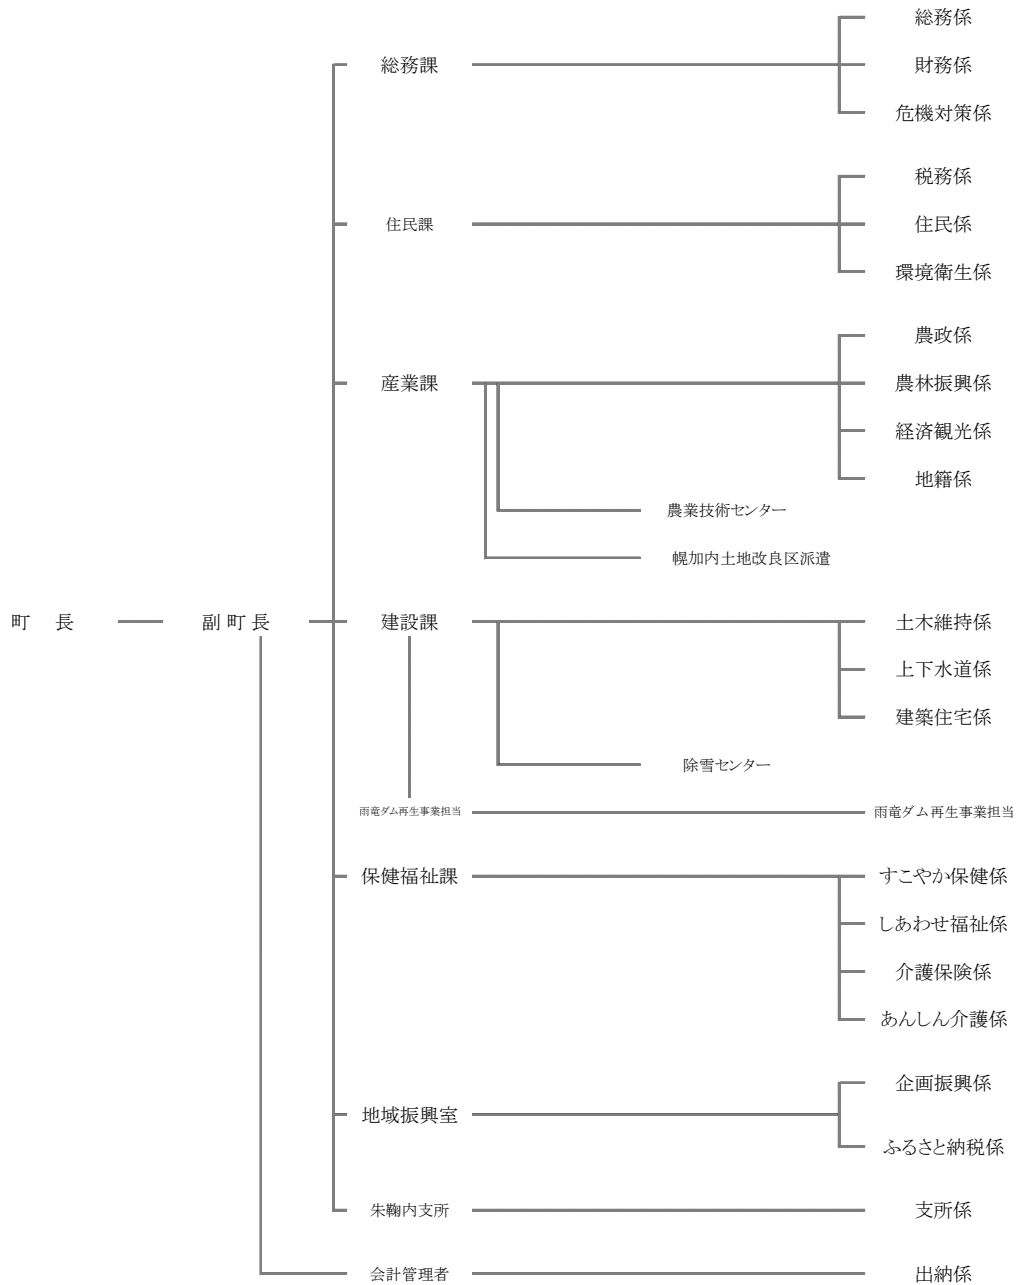 総務係
総務課
財務係
危機対策係
税務係
住民課
住民係
環境衛生係
農政係
産業課
農林振興係
経済観光係
地籍係
農業技術センター
幌加内土地改良区派遣
町　長
副 町 長
建設課
土木維持係
上下水道係
建築住宅係
除雪センター
雨竜ダム再生事業担当
雨竜ダム再生事業担当
保健福祉課
すこやか保健係
しあわせ福祉係
介護保険係
あんしん介護係
企画振興係
地域振興室
ふるさと納税係
朱鞠内支所
支所係
会計管理者
出納係